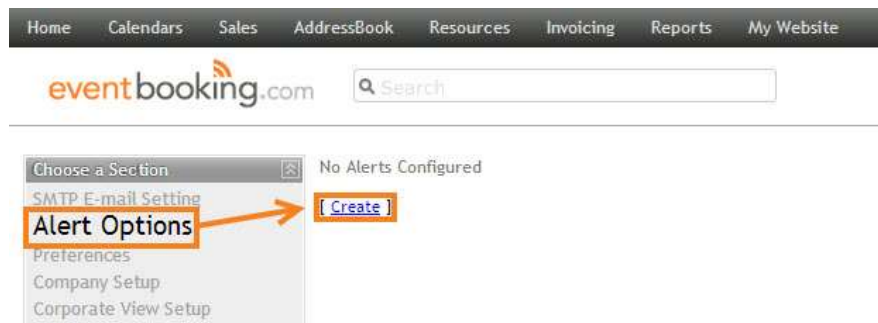 Home Calendars Sales AddressBook Resources Invoicing Reports My Website
eventbooking.com
Search
Choose a Section
No Alerts Configured
SMTP E-mail Setting
[ Create ]
Alert Options
Preferences
Company Setup
Corporate View Setup